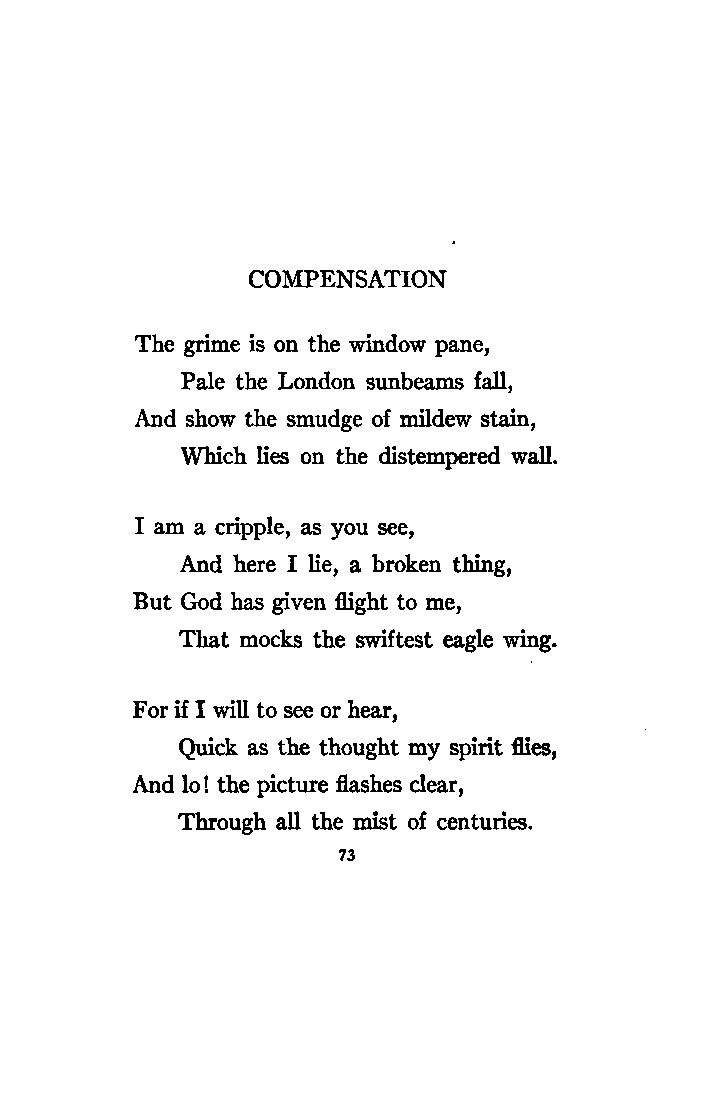 COMPENSATION
The grime is on the window pane,
Pale the London sunbeams fall,
And show the smudge of mildew stain,
Which lies on the distempered wall.
I am a cripple, as you see,
And here I lie, a broken thing,
But God has given flight to me,
That mocks the swiftest eagle wing.
For if I will to see or hear,
Quick as the thought my spirit flies,
And lo! the picture flashes clear,
Through all the mist of centuries.
73